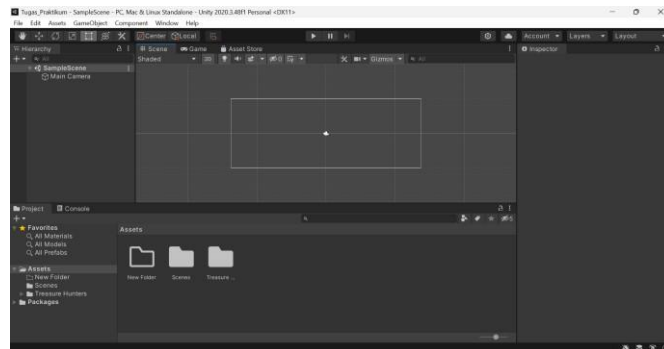 Tugas_Praktikum - SampleScene - PC, Mac & Linux Standalone - Unity 2020.3.48f1 Personal <DX11>
File Edit Assets GameObject Component Window Help
Center Local
Account Layers Layout
Hierarchy
Scene Game Asset Store
Inspector
All
Shaded 2D Gizmos All
SampleScene
Main Camera
Project Console
Favorites
All Materials
All Models
All Prefabs
Assets
New Folder
Scenes
Treasure Hunters
Packages
Assets
New Folder Scenes Treasure ...